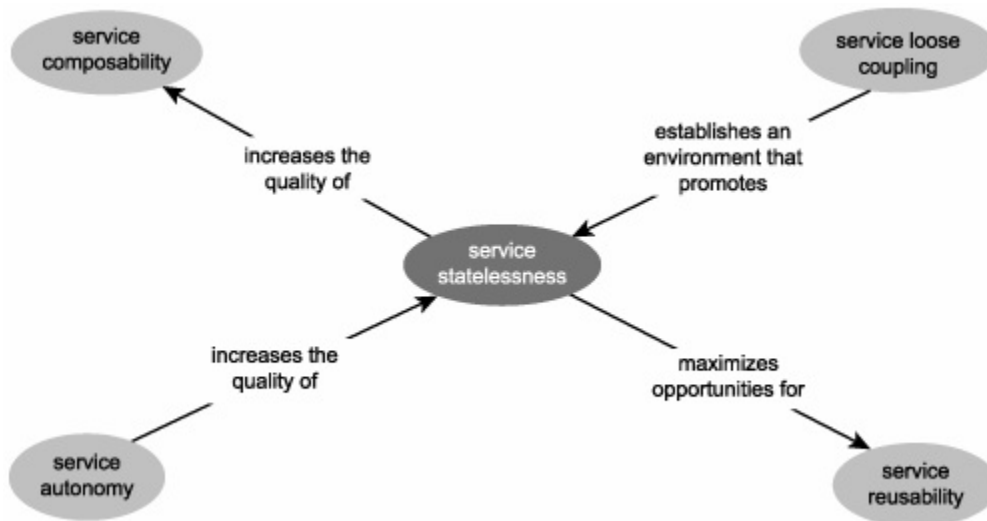 service
composability
service loose
coupling
establishes an
environment that
promotes
increases the
quality of
service
statelessness
increases the
quality of
maximizes
opportunities for
service
autonomy
service
reusability